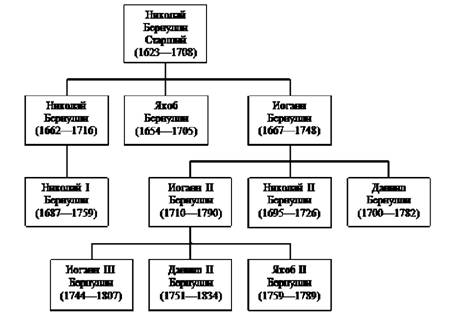 Николай
Бернулли
Старший
(1623—1708)
Николай
Бернулли
(1662—1716)
Якоб
Бернулли
(1654—1705)
Иоганн
Бернулли
(1667—1748)
Николай I
Бернулли
(1687—1759)
Иоганн II
Бернулли
(1710—1790)
Николай II
Бернулли
(1695—1726)
Даниил
Бернулли
(1700—1782)
Иоганн III
Бернулли
(1744—1807)
Даниил II
Бернулли
(1751—1834)
Якоб II
Бернулли
(1759—1789)